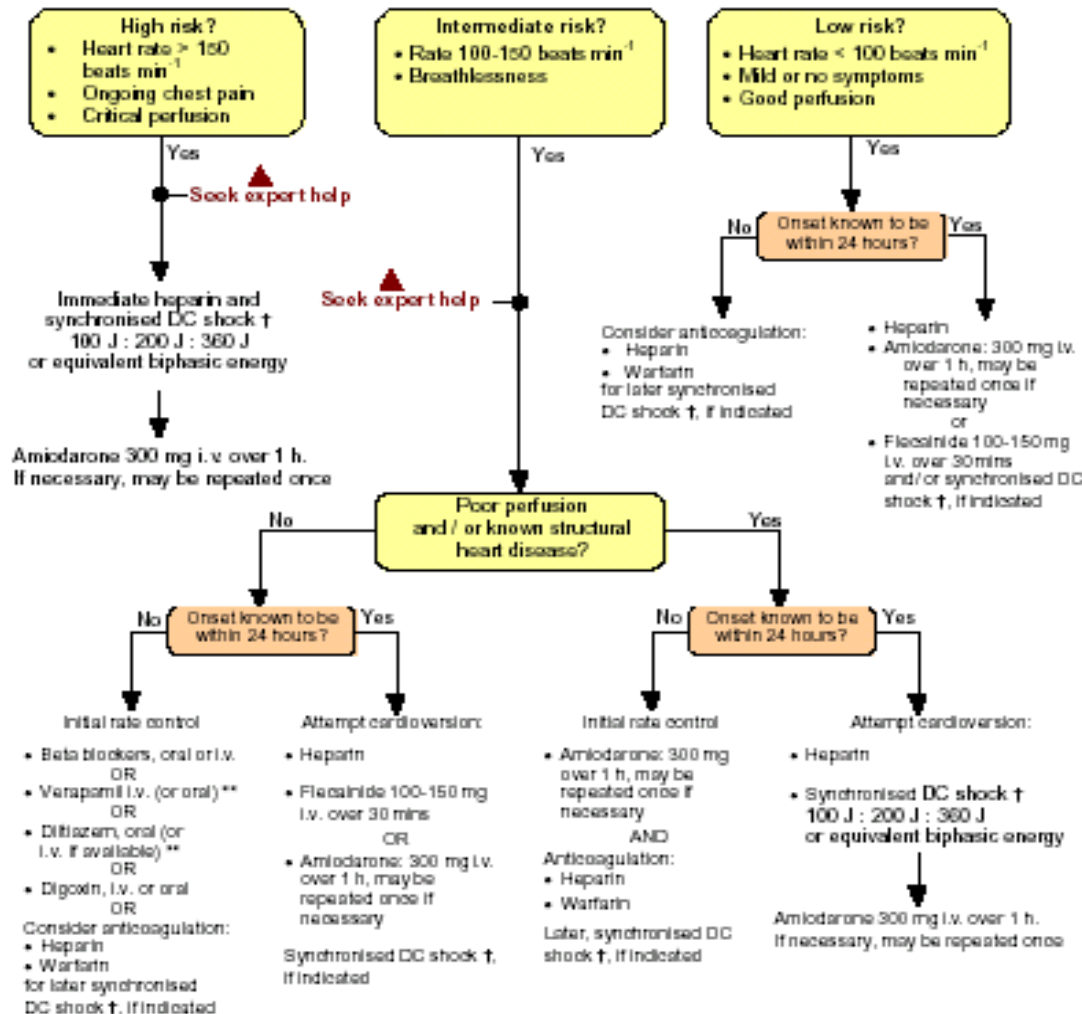 High risk?
• Heart rate > 150
beats min-1
• Ongoing chest pain
• Critical perfusion
Intermediate risk?
• Rate 100-150 beats min-1
• Breathlessness
Low risk?
• Heart rate < 100 beats min-1
• Mild or no symptoms
• Good perfusion
Yes
Seek expert help
Yes
Seek expert help
Yes
No
Onset known to be
within 24 hours?
Yes
Immediate heparin and
synchronised DC shock †
100 J : 200 J : 360 J
or equivalent biphasic energy
Amiodarone 300 mg i.v. over 1 h.
If necessary, may be repeated once
Consider anticoagulation:
• Heparin
• Warfarin
for later synchronised
DC shock †, if indicated
• Heparin
• Amiodarone: 300 mg i.v.
over 1 h, may be
repeated once if
necessary
or
• Flecainide 100-150 mg
i.v. over 30 mins
and/or synchronised DC
shock †, if indicated
No
Poor perfusion
and / or known structural
heart disease?
Yes
No
Onset known to be
within 24 hours?
Yes
No
Onset known to be
within 24 hours?
Yes
Initial rate control
• Beta blockers, oral or i.v.
OR
• Verapamil i.v. (or oral) **
OR
• Diltiazem, oral (or
i.v. if available) **
OR
• Digoxin, i.v. or oral
OR
Consider anticoagulation:
• Heparin
• Warfarin
for later synchronised
DC shock †, if indicated
Attempt cardioversion:
• Heparin
• Flecainide 100-150 mg
i.v. over 30 mins
OR
• Amiodarone: 300 mg i.v.
over 1 h, may be
repeated once if
necessary
Synchronised DC shock †,
if indicated
Initial rate control
• Amiodarone: 300 mg
over 1 h, may be
repeated once if
necessary
AND
Anticoagulation:
• Heparin
• Warfarin
Later, synchronised DC
shock †, if indicated
Attempt cardioversion:
• Heparin
• Synchronised DC shock †
100 J : 200 J : 360 J
or equivalent biphasic energy
Amiodarone 300 mg i.v. over 1 h.
If necessary, may be repeated once